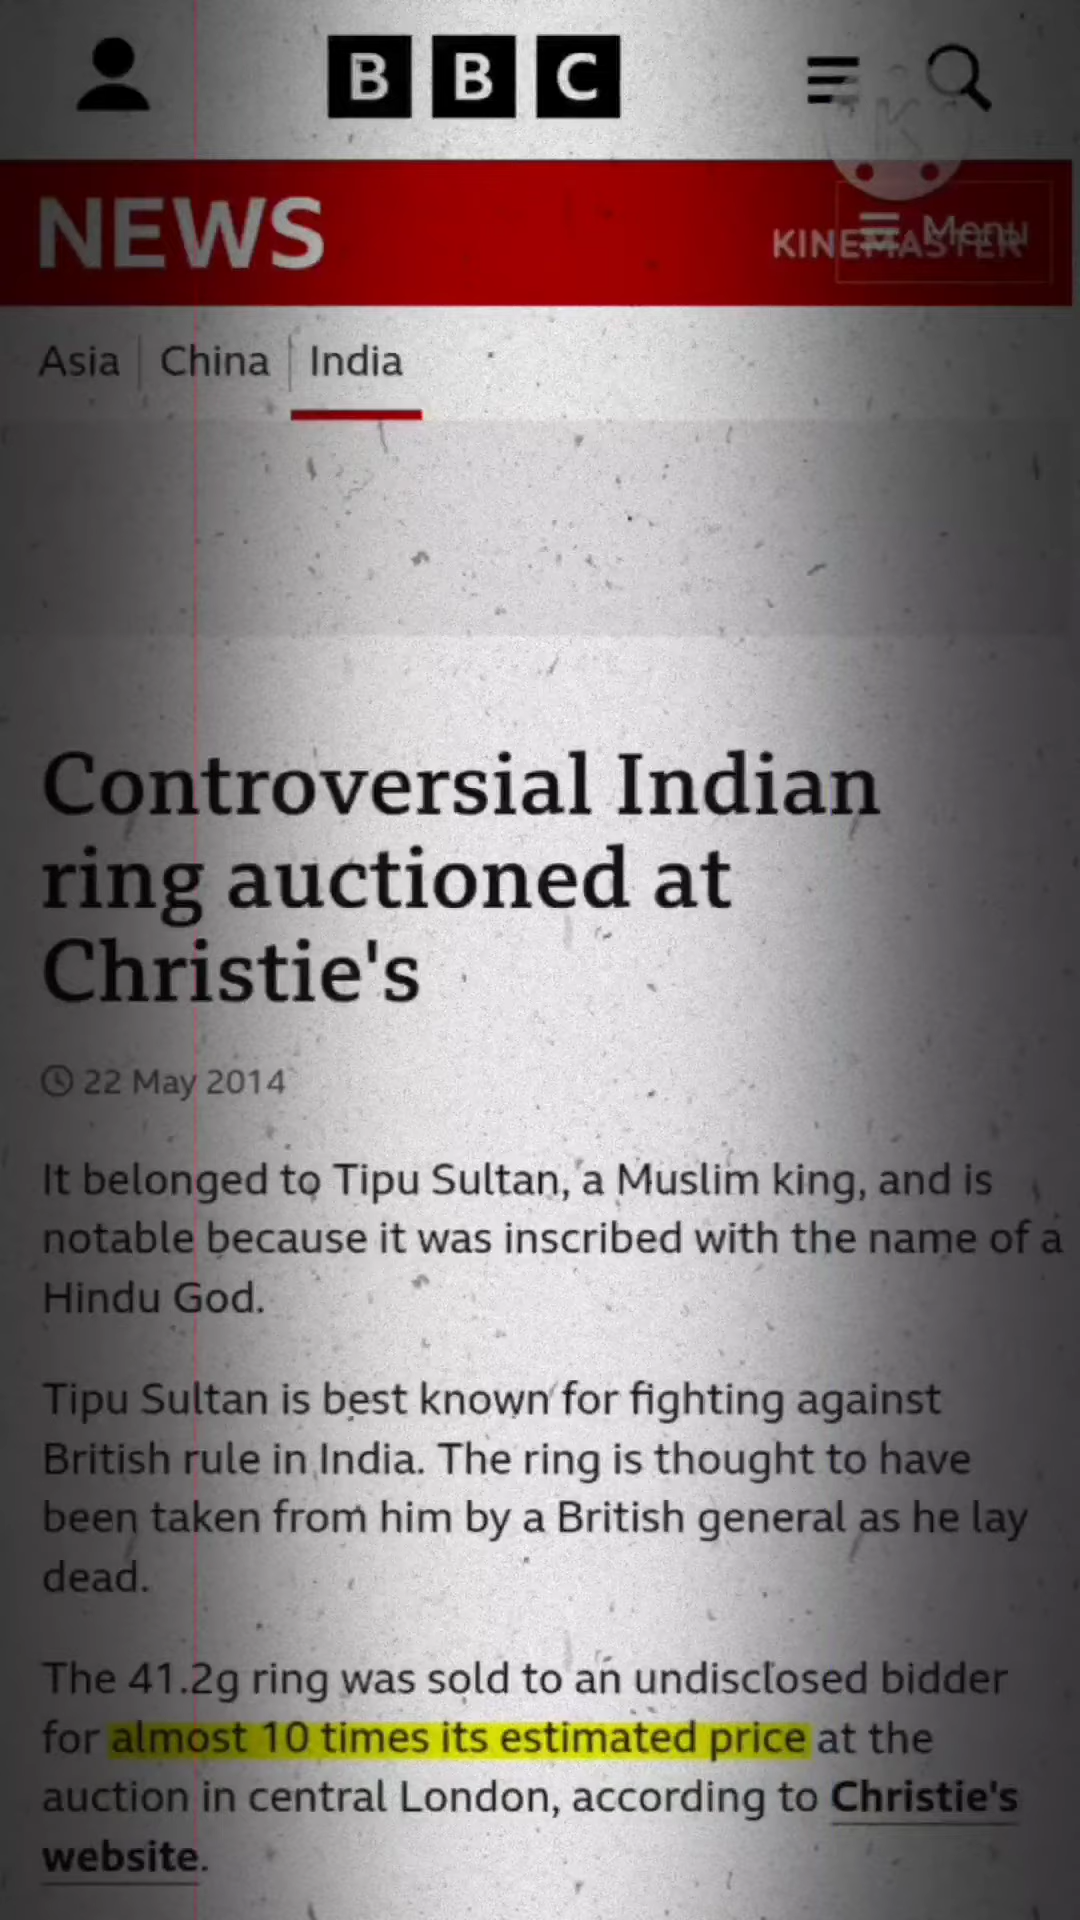 BBC
NEWS
KINEMASTER
Menu
Asia
China
India
Controversial Indian
ring auctioned at
Christie's
22 May 2014
It belonged to Tipu Sultan, a Muslim king, and is
notable because it was inscribed with the name of a
Hindu God.
Tipu Sultan is best known for fighting against
British rule in India. The ring is thought to have
been taken from him by a British general as he lay
dead.
The 41.2g ring was sold to an undisclosed bidder
for almost 10 times its estimated price at the
auction in central London, according to Christie's
website.